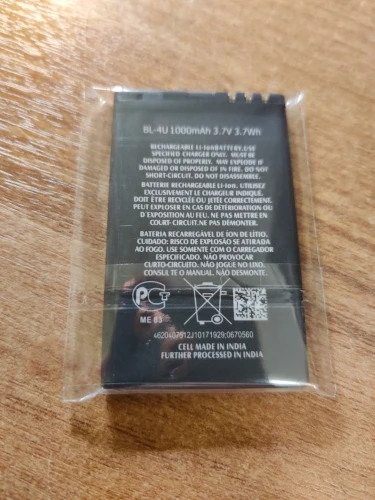 BL-4U 1000mAh 3.7V 3.7Wh
RECHARGEABLE LI-IONBATTERY.USE
SPECIFIED CHARGER ONLY. MUST BE
DISPOSED OF PROPERLY. MAY EXPLODE IF
DAMAGED OR IF DISPOSED OF IN FIRE. DO NOT
SHORT-CIRCUIT. DO NOT DISASSEMBLE.
BATTERIE RECHARGEABLE LI-ION. UTILISEZ
EXCLUSIVEMENT LE CHARGEUR INDIQUÉ,
DOIT ÊTRE RECYCLÉE OU JETÉE CORRECTEMENT.
PEUT EXPLOSER EN CAS DE DETERIORATION OU
D'EXPOSITION AU FEU. NE PAS METTRE EN
COURT- CIRCUIT.NE PAS DÉMONTER.
BATERIA RECARREGÁVEL DE ÍON DE LÍTIO.
CUIDADO: RISCO DE EXPLOSÃO SE ATIRADA
AO FOGO. USE SOMENTE COM O CARREGADOR
ESPECIFICADO. NÃO PROVOCAR
CURTO-CIRCUITO. NÃO JOGUE NO LIXO.
CONSULTE O MANUAL. NÃO DESMONTE.
PCT
ME 83
CELL MADE IN INDIA
FURTHER PROCESSED IN INDIA